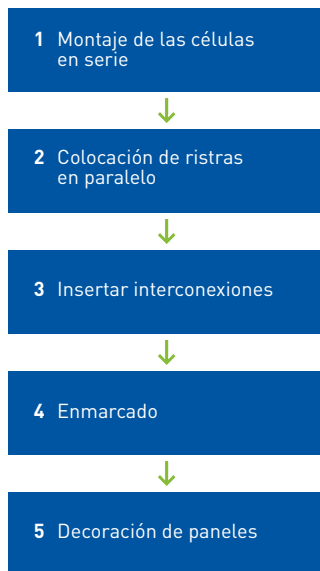 1 Montaje de las células
en serie
2 Colocación de ristras
en paralelo
3 Insertar interconexiones
4 Enmarcado
5 Decoración de paneles